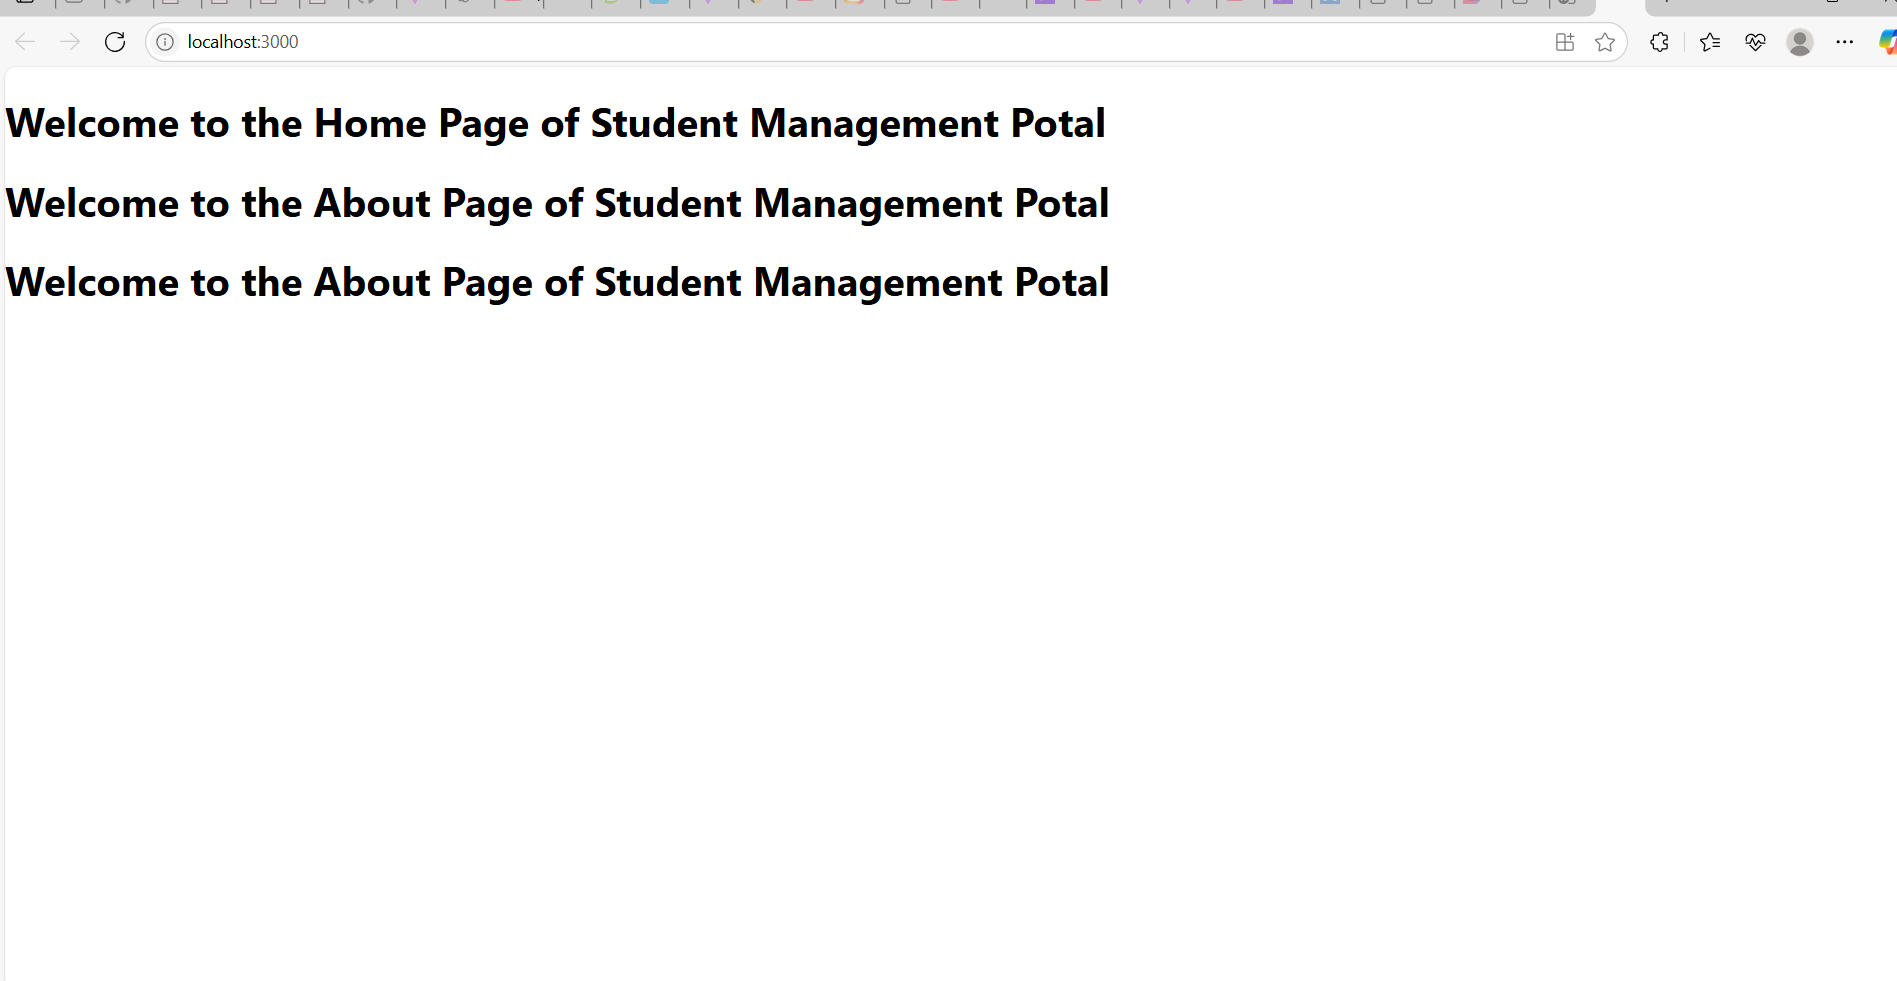 localhost:3000
Welcome to the Home Page of Student Management Potal
Welcome to the About Page of Student Management Potal
Welcome to the About Page of Student Management Potal